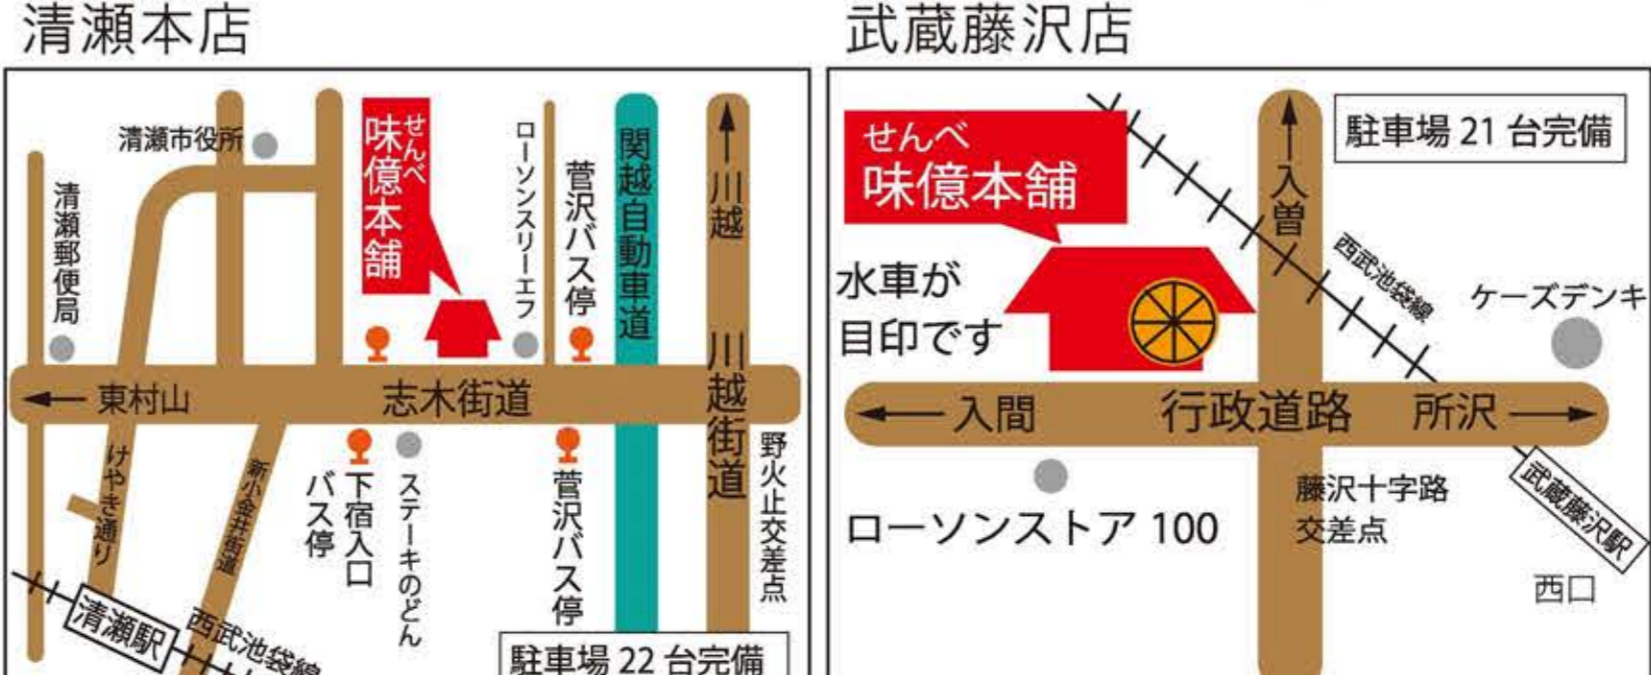 清瀬本店
清瀬市役所
清瀬郵便局
せんべ
味億本舗
ローソンスリーエフ
菅沢バス停
関越自動車道
川越
川越街道
東村山
志木街道
けやき通り
新小金井街道
下宿入口
バス停
ステーキのどん
菅沢バス停
野火止交差点
清瀬駅
西武池袋線
駐車場 22 台完備
武蔵藤沢店
せんべ
味億本舗
水車が
目印です
入曽
駐車場 21 台完備
西武池袋線
ケーズデンキ
入間
行政道路
所沢
ローソンストア 100
藤沢十字路
交差点
武蔵藤沢駅
西口